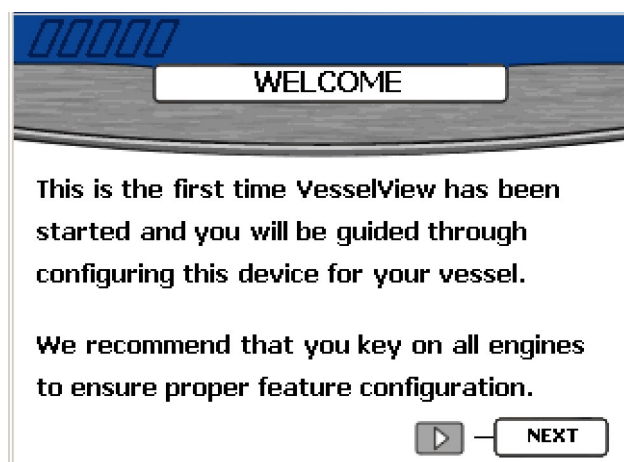 WELCOME
This is the first time VesselView has been
started and you will be guided through
configuring this device for your vessel.
We recommend that you key on all engines
to ensure proper feature configuration.
NEXT